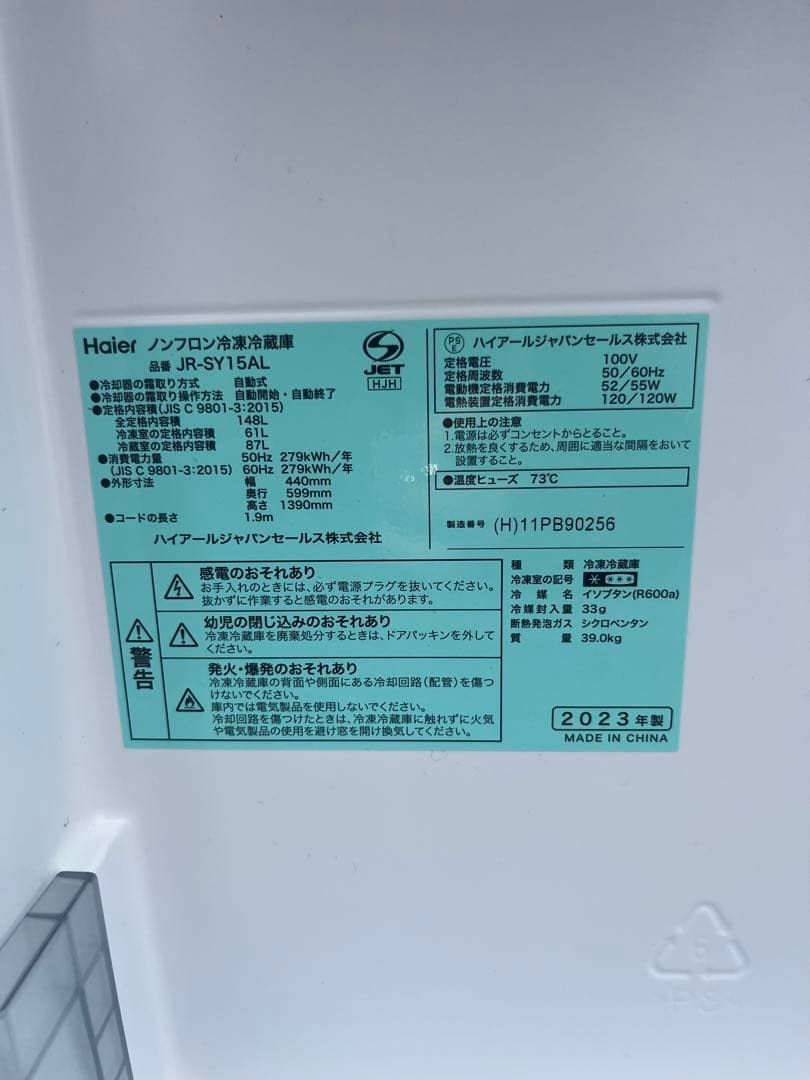 Haier ノンフロン冷凍冷蔵庫
品番 JR-SY15AL
JET
HJH
●冷却器の霜取り方式 自動式
●冷却器の霜取り操作方法 自動開始・自動終了
●定格内容積(JIS C 9801-3:2015)
全定格内容積 148L
冷凍室の定格内容積 61L
冷蔵室の定格内容積 87L
●消費電力量 50Hz 279kWh/年
(JIS C 9801-3:2015) 60Hz 279kWh/年
●外形寸法 幅 440mm
奥行 599mm
高さ 1390mm
●コードの長さ 1.9m
ハイアールジャパンセールス株式会社
PSE ハイアールジャパンセールス株式会社
定格電圧 100V
定格周波数 50/60Hz
電動機定格消費電力 52/55W
電熱装置定格消費電力 120/120W
●使用上の注意
1.電源は必ずコンセントからとること。
2.放熱を良くするため、周囲に適当な間隔をおいて
設置すること。
●温度ヒューズ 73℃
製造番号 (H)11PB90256
警告
感電のおそれあり
お手入れのときには、必ず電源プラグを抜いてください。
抜かずに作業すると感電のおそれがあります。
幼児の閉じ込みのおそれあり
冷凍冷蔵庫を廃棄処分するときは、ドアパッキンを外して
ください。
発火・爆発のおそれあり
冷凍冷蔵庫の背面や側面にある冷却回路(配管)を傷つ
けないでください。
庫内では電気製品を使用しないでください。
冷却回路を傷つけたときは、冷凍冷蔵庫に触れずに火気
や電気製品の使用を避け窓を開け換気してください。
種類 冷凍冷蔵庫
冷凍室の記号
冷媒名 イソブタン(R600a)
冷媒封入量 33g
断熱発泡ガス シクロペンタン
質量 39.0kg
2023年製
MADE IN CHINA
6
PS